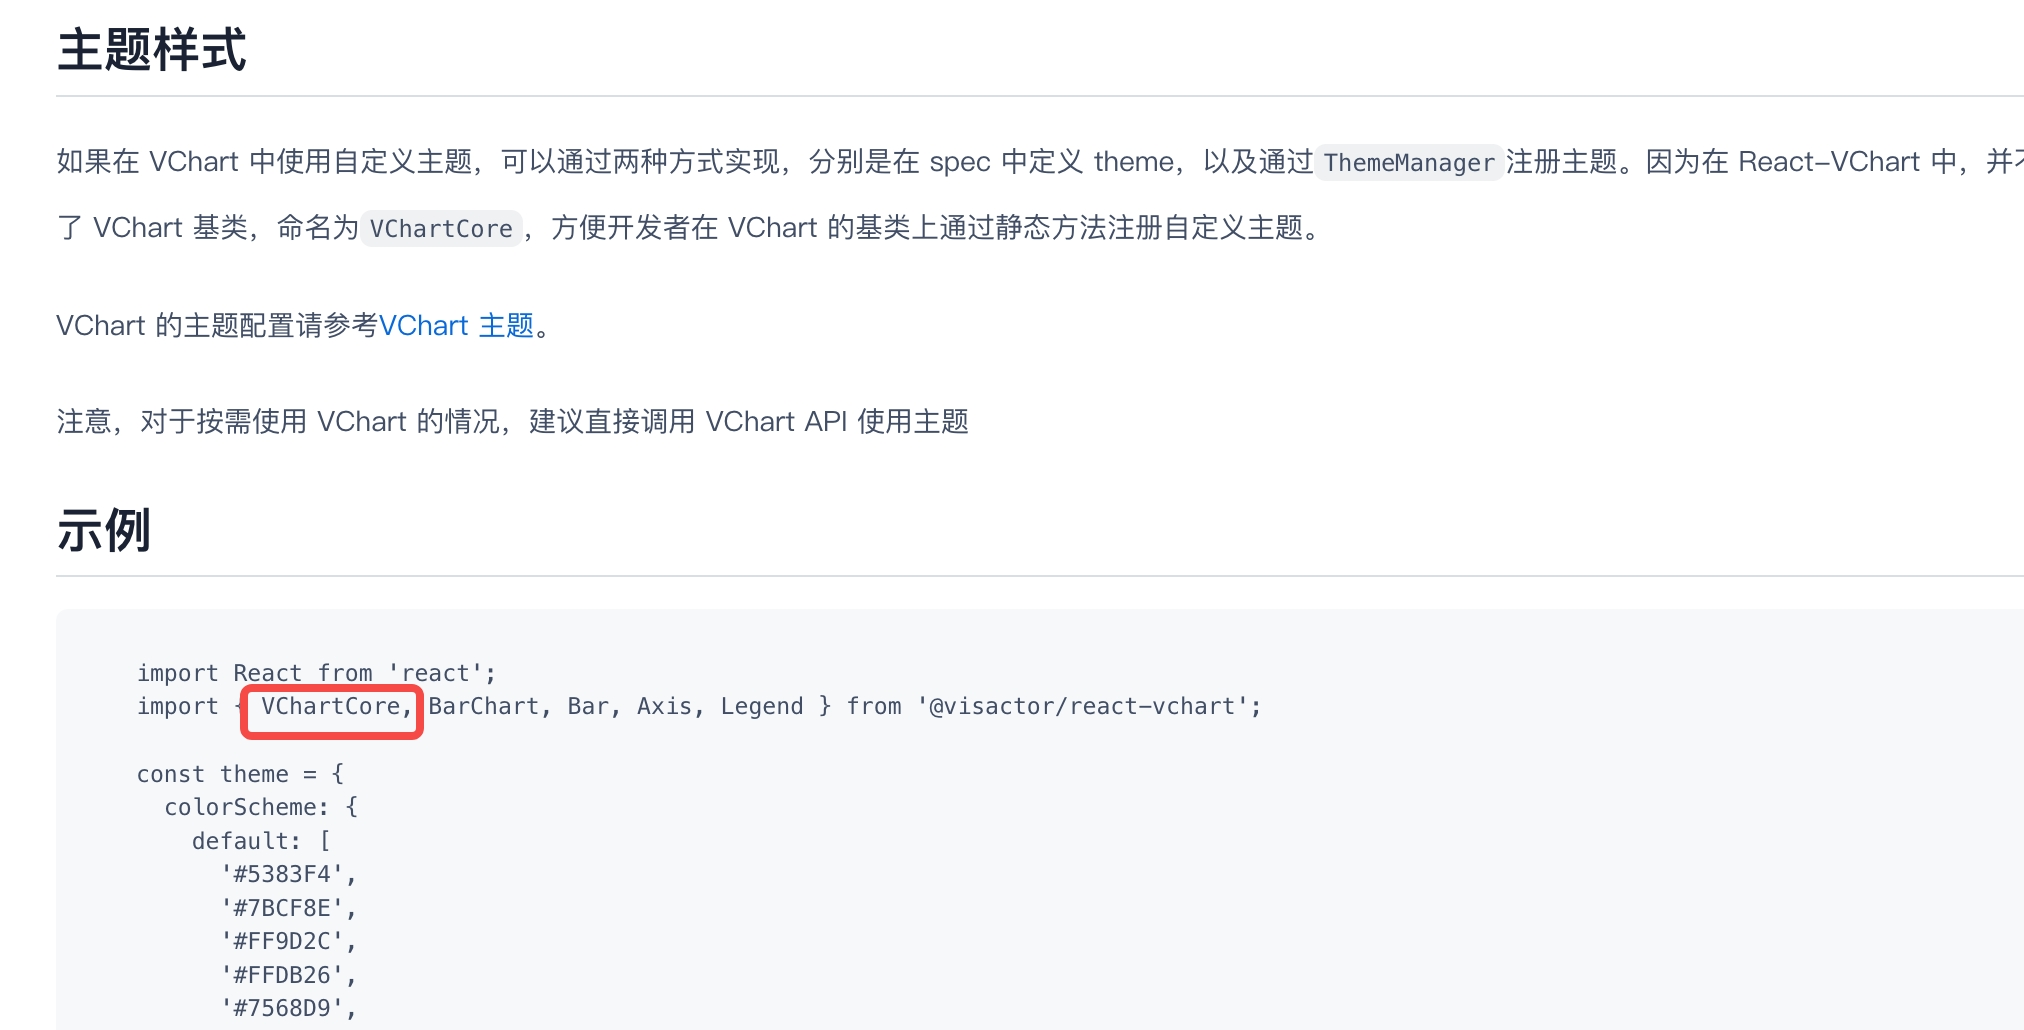 主题样式
如果在 VChart 中使用自定义主题，可以通过两种方式实现，分别是在 spec 中定义 theme，以及通过 ThemeManager 注册主题。因为在 React-VChart 中，并
了 VChart 基类，命名为 VChartCore ，方便开发者在 VChart 的基类上通过静态方法注册自定义主题。
VChart 的主题配置请参考VChart 主题。
注意，对于按需使用 VChart 的情况，建议直接调用 VChart API 使用主题
示例
import React from 'react';
import { VChartCore, BarChart, Bar, Axis, Legend } from '@visactor/react-vchart';
const theme = {
colorScheme: {
default: [
'#5383F4',
'#7BCF8E',
'#FF9D2C',
'#FFDB26',
'#7568D9',